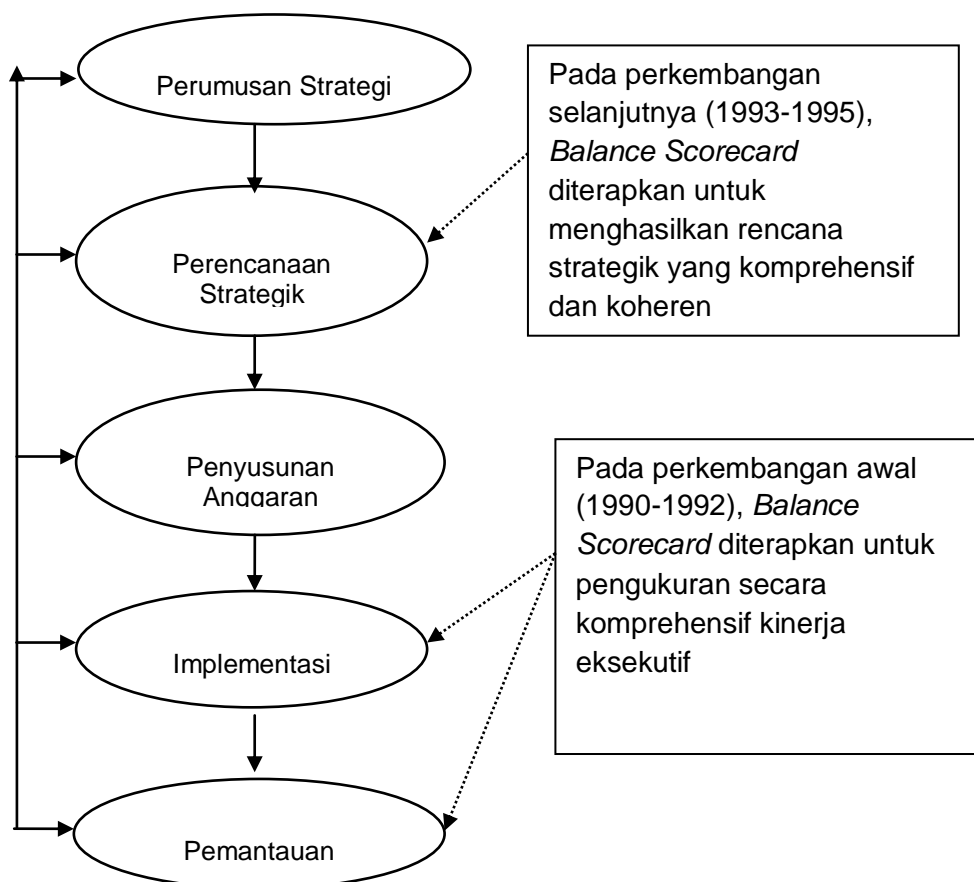 Perumusan Strategi
Pada perkembangan
selanjutnya (1993-1995),
Balance Scorecard
diterapkan untuk
menghasilkan rencana
strategik yang komprehensif
dan koheren
Perencanaan
Strategik
Penyusunan
Anggaran
Pada perkembangan awal
(1990-1992), Balance
Scorecard diterapkan untuk
pengukuran secara
komprehensif kinerja
eksekutif
Implementasi
Pemantauan